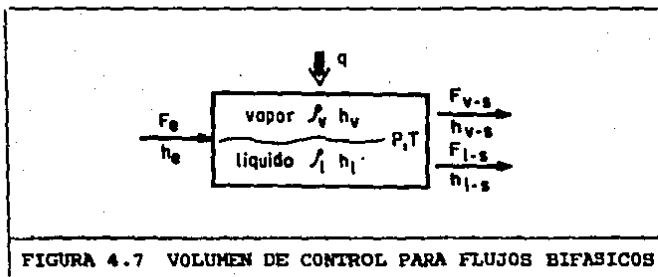 q
vapor ρv hv
Fe
he
P,T
líquido ρl hl
Fv-s
hv-s
Fl-s
hl-s
FIGURA 4.7 VOLUMEN DE CONTROL PARA FLUJOS BIFASICOS